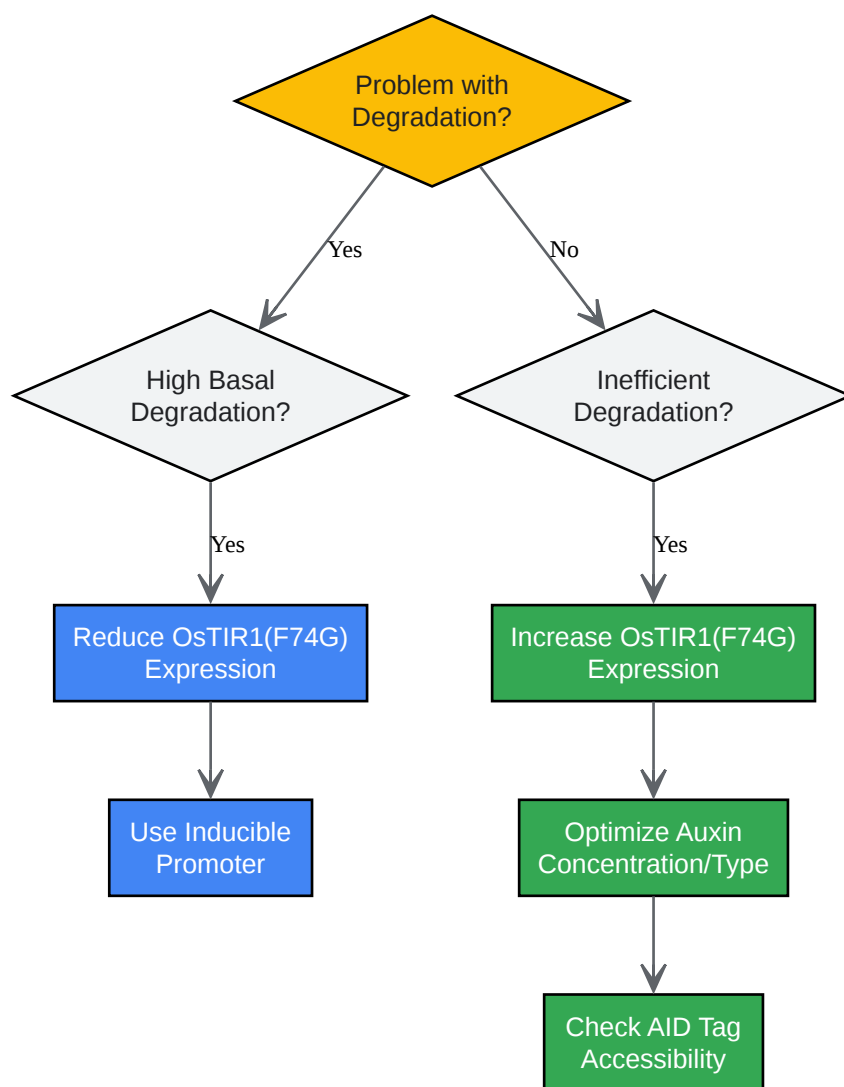 Problem with
Degradation?
Yes
No
High Basal
Degradation?
Inefficient
Degradation?
Yes
Yes
Reduce OsTIR1(F74G)
Expression
Increase OsTIR1(F74G)
Expression
Use Inducible
Promoter
Optimize Auxin
Concentration/Type
Check AID Tag
Accessibility